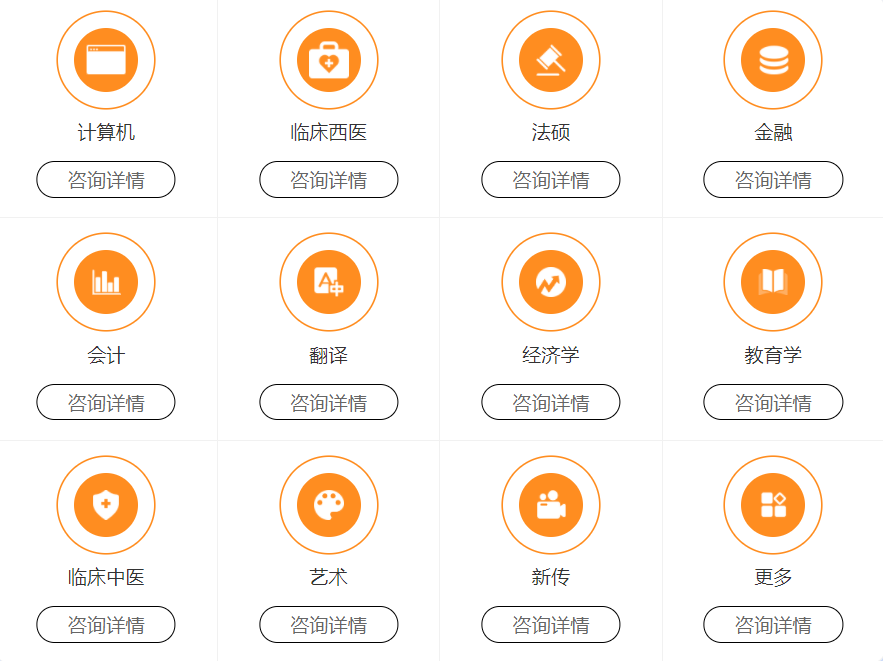 计算机
临床西医
法硕
金融
咨询详情
咨询详情
咨询详情
咨询详情
会计
翻译
经济学
教育学
咨询详情
咨询详情
咨询详情
咨询详情
临床中医
艺术
新传
更多
咨询详情
咨询详情
咨询详情
咨询详情